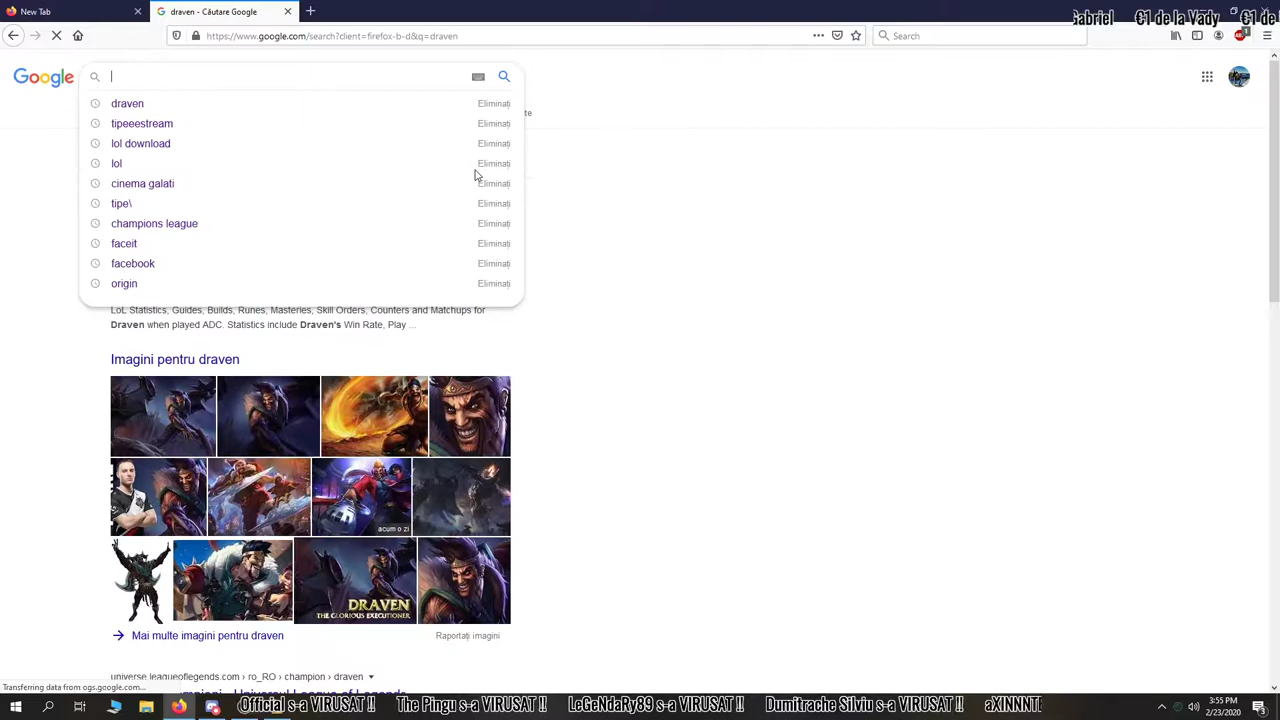 New Tab
draven - Căutare Google
Gabriel €1 de la Vady €1 de
https://www.google.com/search?client=firefox-b-d&q=draven
Search
Google
draven Eliminați
tipeeestream Eliminați
lol download Eliminați
lol Eliminați
cinema galati Eliminați
tipe\ Eliminați
champions league Eliminați
faceit Eliminați
facebook Eliminați
origin Eliminați
LoL Statistics, Guides, Builds, Runes, Masteries, Skill Orders, Counters and Matchups for
Draven when played ADC. Statistics include Draven's Win Rate, Play ...
Imagini pentru draven
acum o zi
DRAVEN
THE GLORIOUS EXECUTIONER
Mai multe imagini pentru draven
Raportați imagini
universe.leagueoflegends.com › ro_RO › champion › draven
Transferring data from ogs.google.com...
Official s-a VIRUSAT !! The Pingu s-a VIRUSAT !! LeGeNdaRy89 s-a VIRUSAT !! Dumitrache Silviu s-a VIRUSAT !! aXINNNTE
3:55 PM
2/23/2020